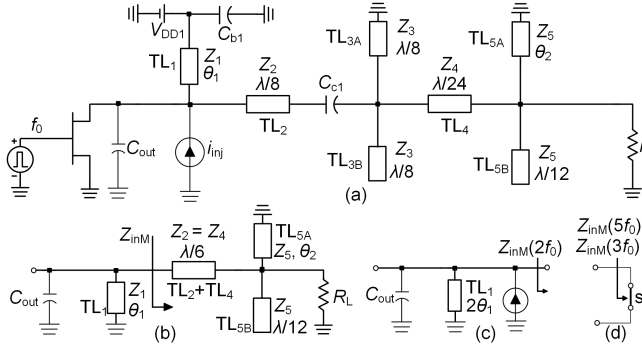 V_DD1
C_b1
TL_1
Z_1
θ_1
f_0
C_out
i_inj
Z_2
λ/8
TL_2
C_c1
TL_3A
Z_3
λ/8
TL_3B
Z_3
λ/8
Z_4
λ/24
TL_4
TL_5A
Z_5
θ_2
TL_5B
Z_5
λ/12
(a)
C_out
TL_1
Z_1
θ_1
Z_inM
Z_2 = Z_4
λ/6
TL_2+TL_4
TL_5A
Z_5, θ_2
TL_5B
Z_5
λ/12
R_L
(b)
C_out
TL_1
2θ_1
Z_inM(2f_0)
(c)
Z_inM(5f_0)
Z_inM(3f_0)
(d)